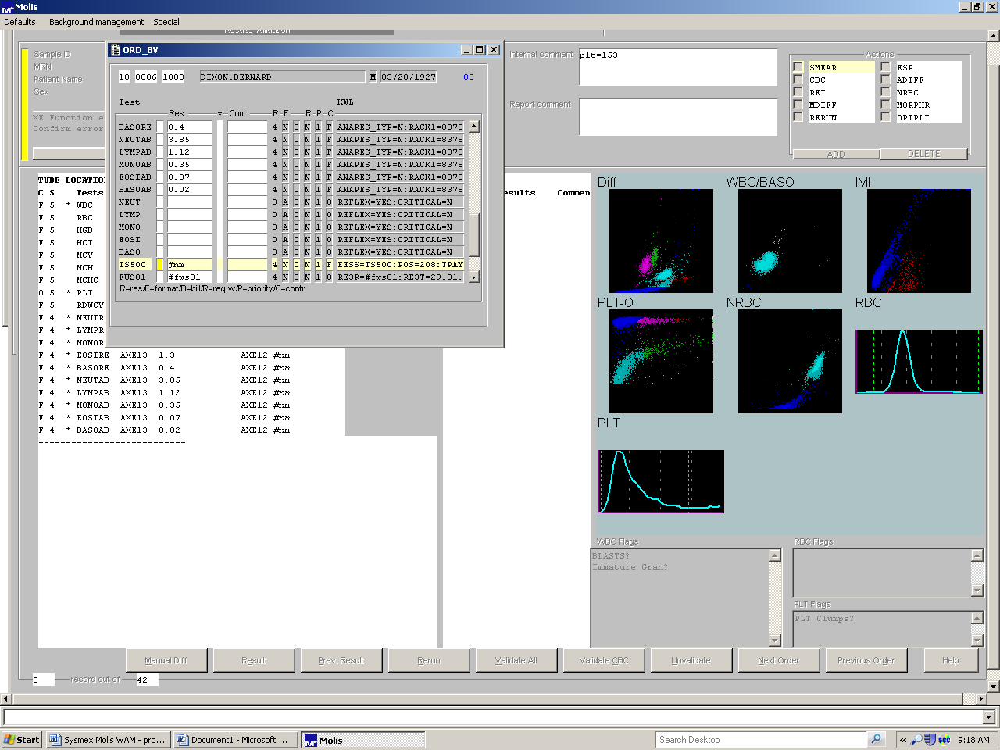 Molis
Defaults Background management Special
Results Validation
Sample ID
MRN
Patient Name
Sex
XE Function e
Confirm error
ORD_BV
10 0006 1888 DIXON,BERNARD M 03/28/1927 00
Test KWL
Res. * Com. R F R P C
BASORE 0.4 4 N 0 N 1 F ANARES_TYP=N:RACK1=8378
NEUTAB 3.85 4 N 0 N 1 F ANARES_TYP=N:RACK1=8378
LYMPAB 1.12 4 N 0 N 1 F ANARES_TYP=N:RACK1=8378
MONOAB 0.35 4 N 0 N 1 F ANARES_TYP=N:RACK1=8378
EOSIAB 0.07 4 N 0 N 1 F ANARES_TYP=N:RACK1=8378
BASOAB 0.02 4 N 0 N 1 F ANARES_TYP=N:RACK1=8378
NEUT 0 A 0 N 1 0 REFLEX=YES:CRITICAL=N
LYMP 0 A 0 N 1 0 REFLEX=YES:CRITICAL=N
MONO 0 A 0 N 1 0 REFLEX=YES:CRITICAL=N
EOSI 0 A 0 N 1 0 REFLEX=YES:CRITICAL=N
BASO 0 A 0 N 1 0 REFLEX=YES:CRITICAL=N
TS500 #nm 4 N 0 N 1 F EESS=TS500:POS=208:TRAY
FWS01 #fws01 4 N 0 N 1 0 RE3R=#fws01:RE3T=29.01.
R=res/F=format/B=bill/R=req.w/P=priority/C=contr
Internal comment plt=153
Report comment
Actions
SMEAR ESR
CBC ADIFF
RET NRBC
MDIFF MORPHR
RERUN OPTPLT
ADD DELETE
TUBE LOCATION
C S Tests
F 5 * WBC
F 5 RBC
F 5 HGB
F 5 HCT
F 5 MCV
F 5 MCH
F 5 MCHC
O 5 * PLT
F 5 RDWCV
F 4 * NEUTR
F 4 * LYMPR
F 4 * MONOR
F 4 * EOSIRE AXE13 1.3 AXE12 #rzm
F 4 * BASORE AXE13 0.4 AXE12 #rzm
F 4 * NEUTAB AXE13 3.85 AXE12 #rzm
F 4 * LYMPAB AXE13 1.12 AXE12 #rzm
F 4 * MONOAB AXE13 0.35 AXE12 #rzm
F 4 * EOSIAB AXE13 0.07 AXE12 #rzm
F 4 * BASOAB AXE13 0.02 AXE12 #rzm
esults Commen
Diff WBC/BASO IMI
PLT-O NRBC RBC
PLT
WBC Flags
BLASTS?
Immature Gran?
RBC Flags
PLT Flags
PLT Clumps?
Manual Diff Result Prev. Result Rerun Validate All Validate CBC Unvalidate Next Order Previous Order Help
8 record out of 42
Start Sysmex Molis WAM - pro... Document1 - Microsoft ... Molis Search Desktop « 9:18 AM